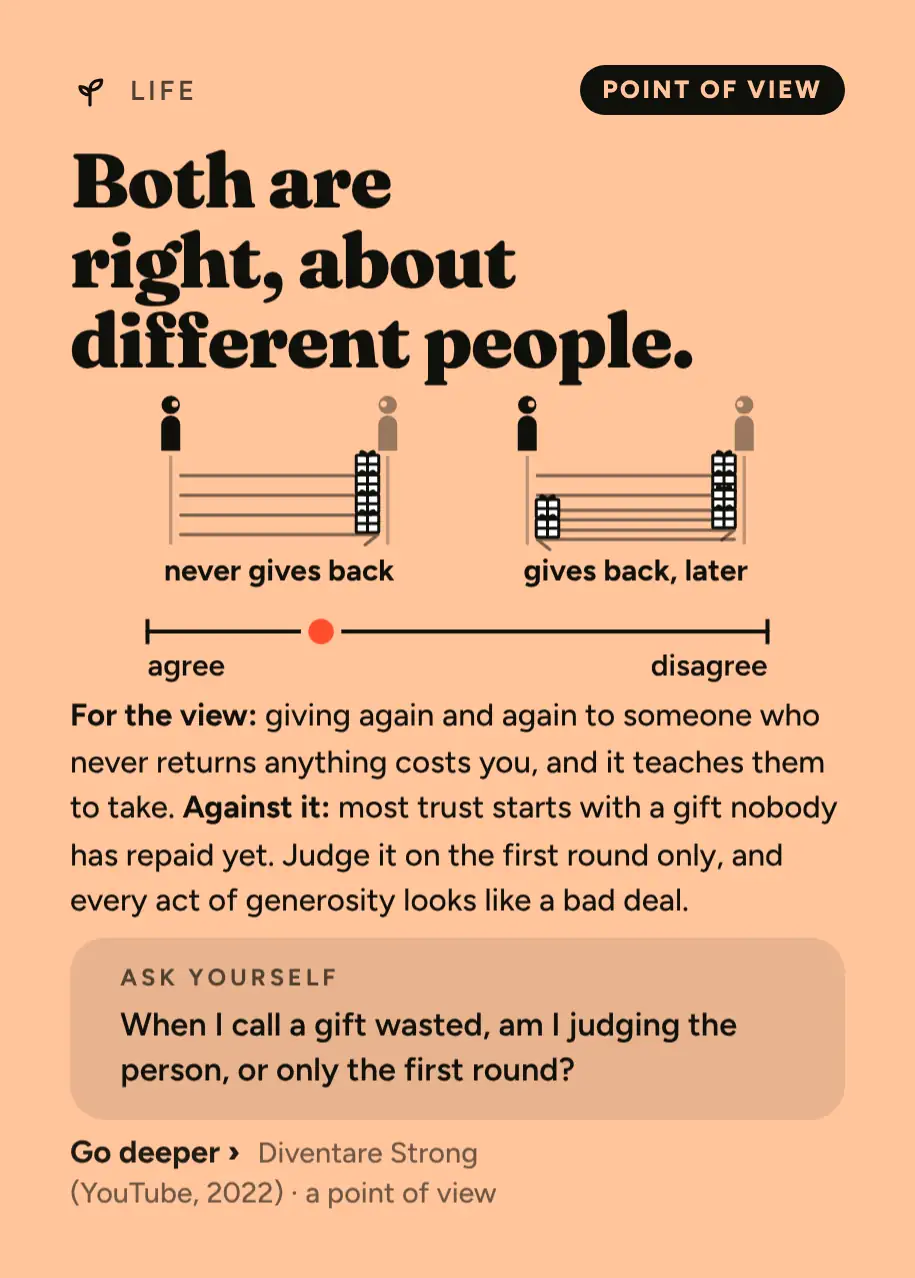 LIFE
POINT OF VIEW
Both are
right, about
different people.
never gives back
gives back, later
agree
disagree
For the view: giving again and again to someone who
never returns anything costs you, and it teaches them
to take. Against it: most trust starts with a gift nobody
has repaid yet. Judge it on the first round only, and
every act of generosity looks like a bad deal.
ASK YOURSELF
When I call a gift wasted, am I judging the
person, or only the first round?
Go deeper › Diventare Strong
(YouTube, 2022) · a point of view